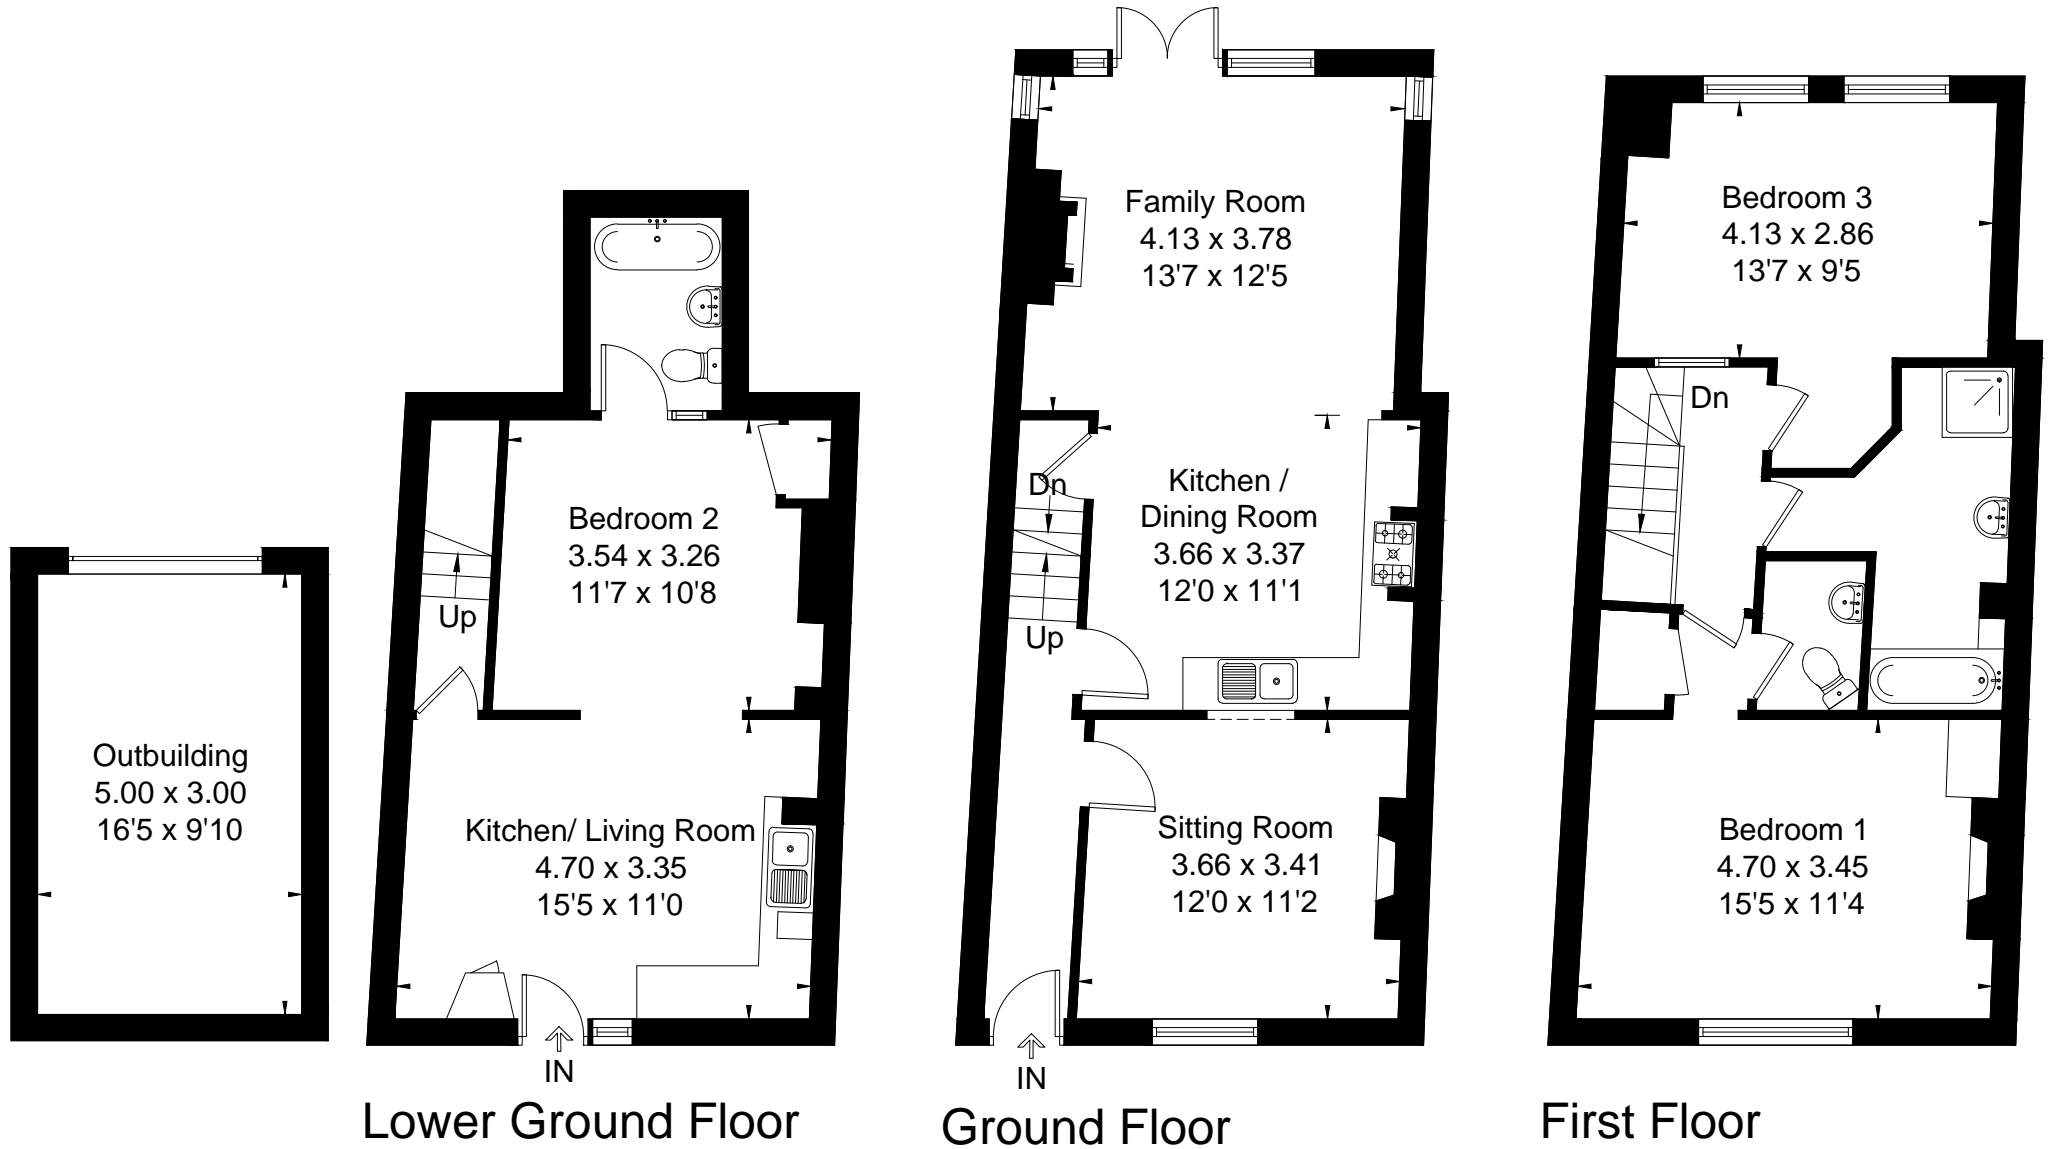 Outbuilding
5.00 x 3.00
16'5 x 9'10
Bedroom 2
3.54 x 3.26
11'7 x 10'8
Up
Kitchen/ Living Room
4.70 x 3.35
15'5 x 11'0
IN
Lower Ground Floor
Family Room
4.13 x 3.78
13'7 x 12'5
Dn
Kitchen /
Dining Room
3.66 x 3.37
12'0 x 11'1
Up
Sitting Room
3.66 x 3.41
12'0 x 11'2
IN
Ground Floor
Bedroom 3
4.13 x 2.86
13'7 x 9'5
Dn
Bedroom 1
4.70 x 3.45
15'5 x 11'4
First Floor